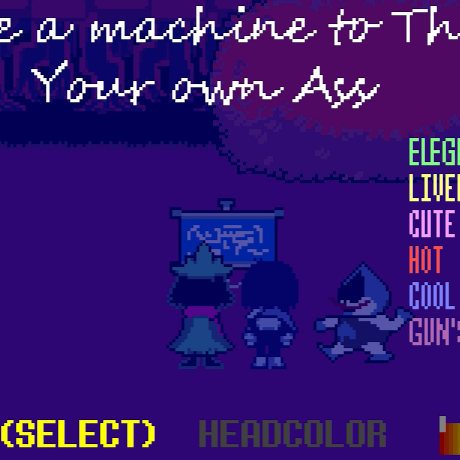 e a machine to Th
Your own Ass
ELEG
LIVE
CUTE
HOT
COOL
GUN'S
(SELECT) HEADCOLOR